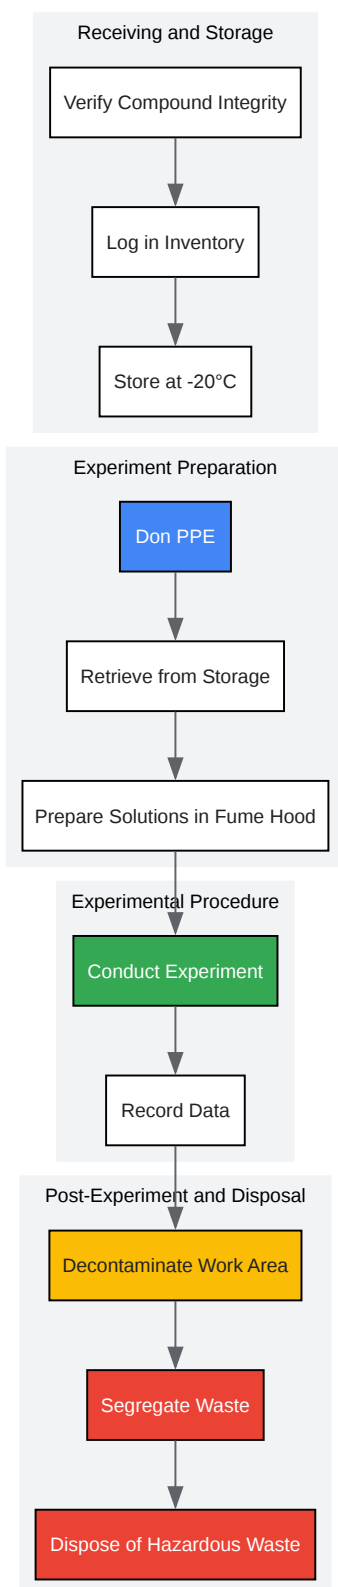 Receiving and Storage
Verify Compound Integrity
Log in Inventory
Store at -20°C
Experiment Preparation
Don PPE
Retrieve from Storage
Prepare Solutions in Fume Hood
Experimental Procedure
Conduct Experiment
Record Data
Post-Experiment and Disposal
Decontaminate Work Area
Segregate Waste
Dispose of Hazardous Waste